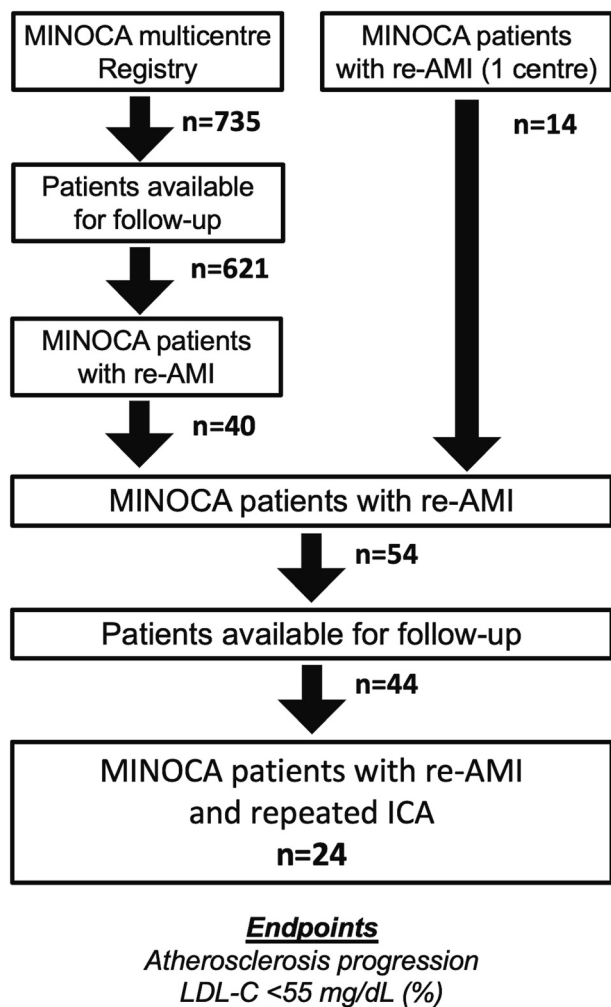 MINOCA multicentre
Registry
MINOCA patients
with re-AMI (1 centre)
n=735
n=14
Patients available
for follow-up
n=621
MINOCA patients
with re-AMI
n=40
MINOCA patients with re-AMI
n=54
Patients available for follow-up
n=44
MINOCA patients with re-AMI
and repeated ICA
n=24
Endpoints
Atherosclerosis progression
LDL-C <55 mg/dL (%)